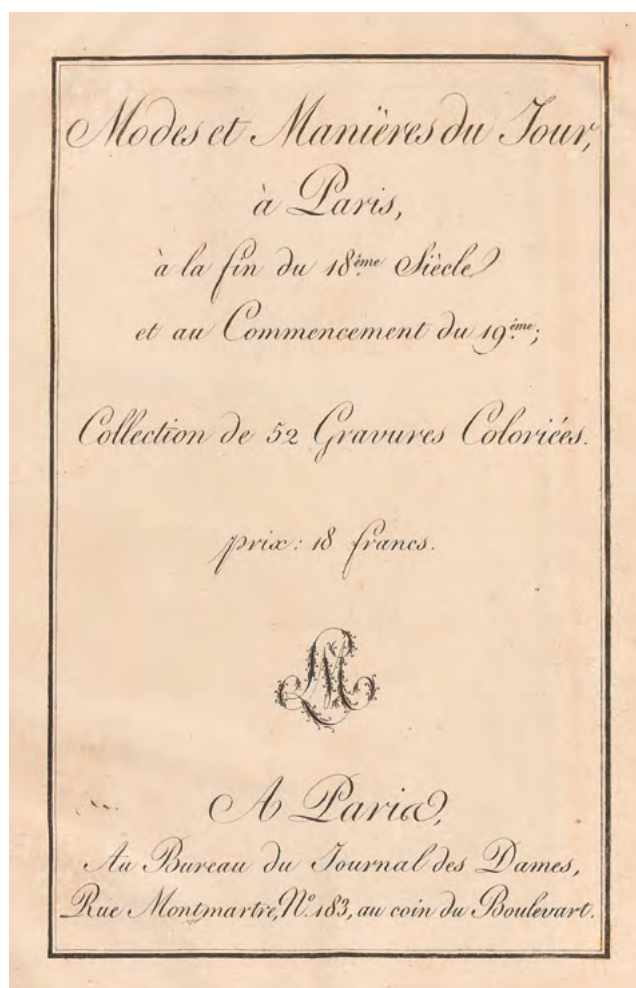 Modes et Manières du Jour,
à Paris,
à la fin du 18ème Siècle
et au Commencement du 19ème;
Collection de 52 Gravures Coloriées.
prix: 18 francs.
LM
A Paris,
Au Bureau du Journal des Dames,
Rue Montmartre, N.º 183, au coin du Boulevart.